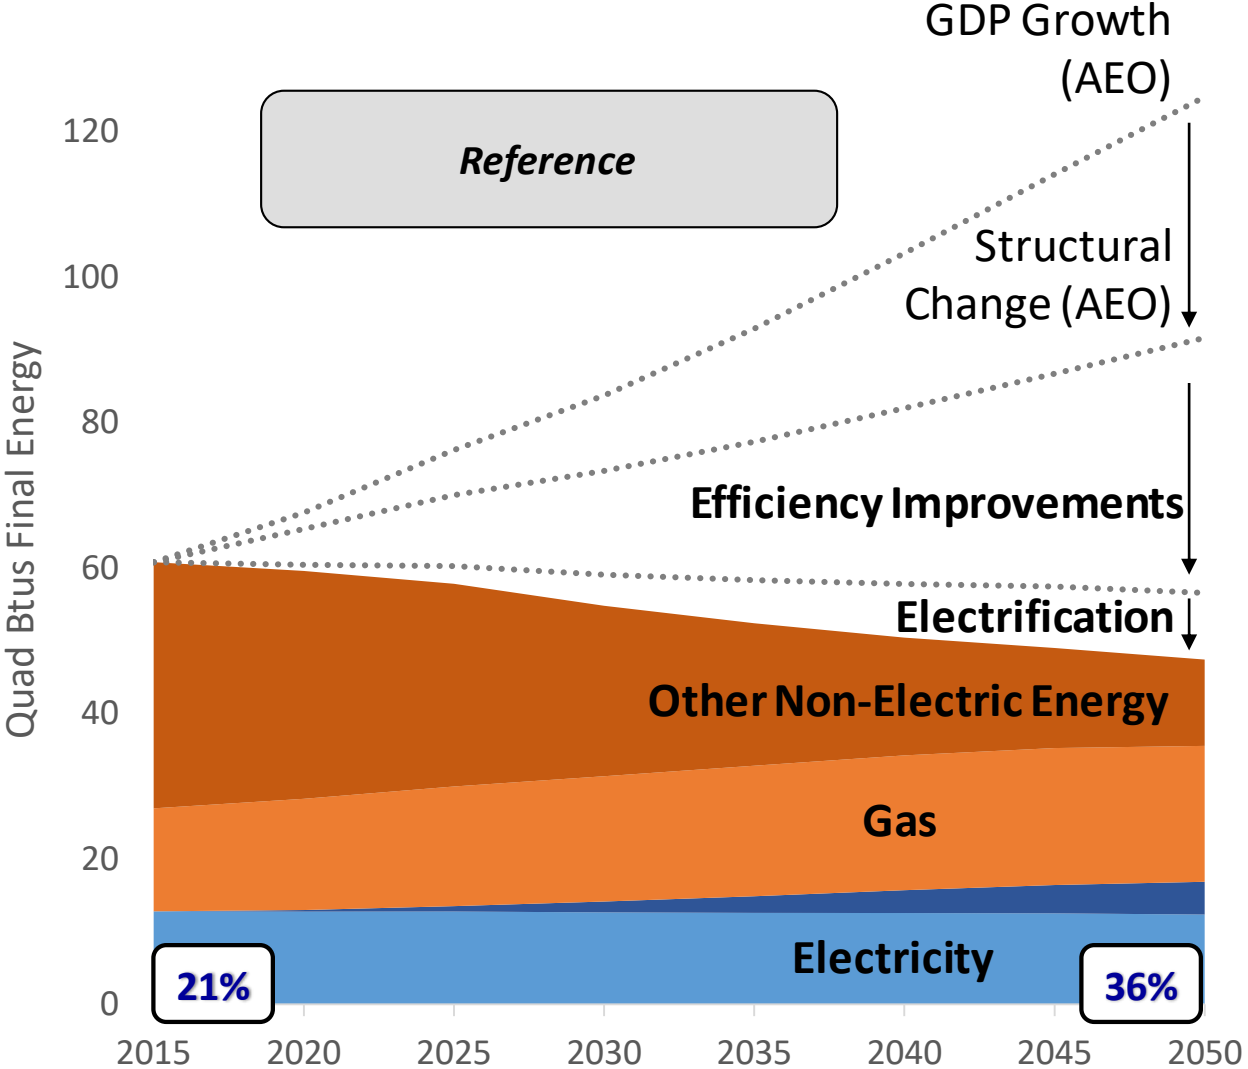 GDP Growth
(AEO)
120
Reference
Structural
Change (AEO)
100
80
Quad Btus Final Energy
Efficiency Improvements
60
Electrification
Other Non-Electric Energy
40
Gas
20
Electricity
21%
36%
0
2015 2020 2025 2030 2035 2040 2045 2050